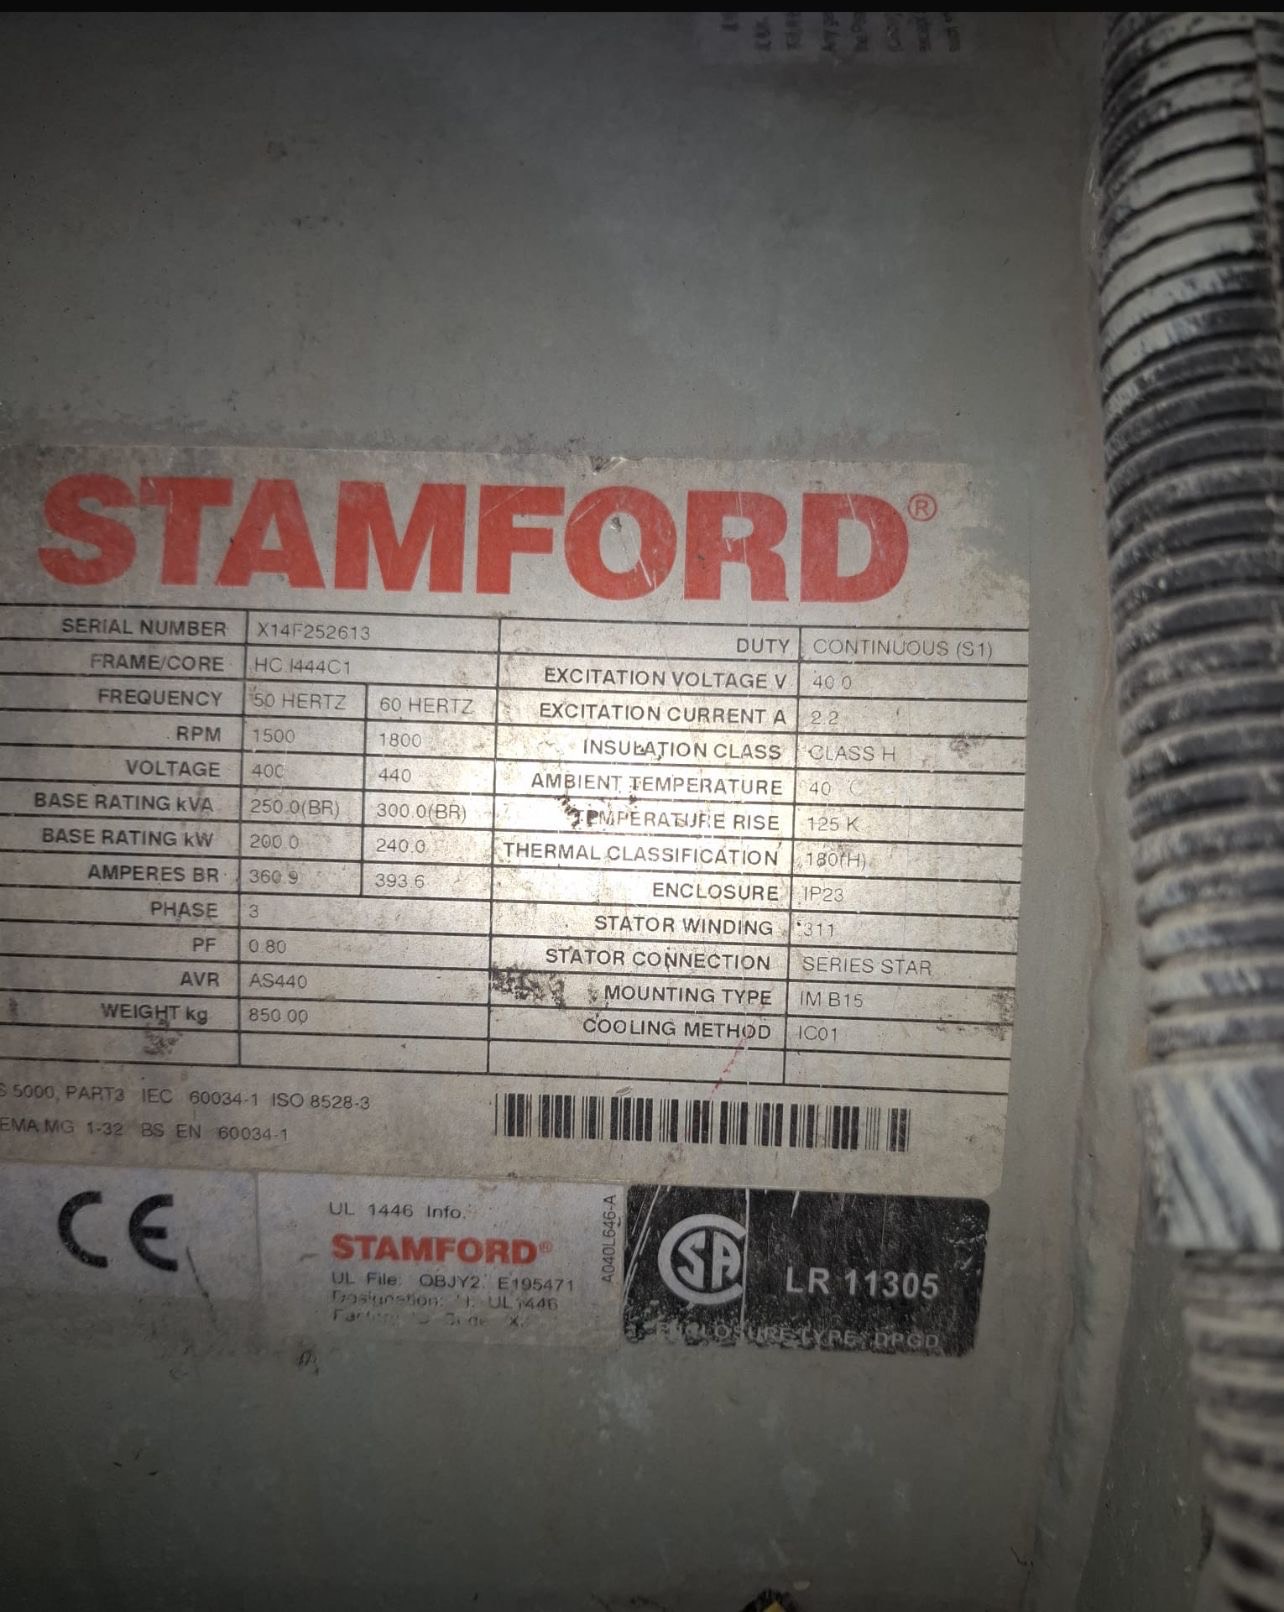 STAMFORD®
SERIAL NUMBER X14F252613
DUTY CONTINUOUS (S1)
FRAME/CORE HC I444C1
EXCITATION VOLTAGE V 40.0
FREQUENCY 50 HERTZ 60 HERTZ
EXCITATION CURRENT A 2.2
RPM 1500 1800
INSULATION CLASS CLASS H
VOLTAGE 400 440
AMBIENT TEMPERATURE 40 C
BASE RATING kVA 250.0(BR) 300.0(BR)
TEMPERATURE RISE 125 K
BASE RATING kW 200.0 240.0
THERMAL CLASSIFICATION 180(H)
AMPERES BR 360.9 393.6
ENCLOSURE IP23
PHASE 3
STATOR WINDING 311
PF 0.80
STATOR CONNECTION SERIES STAR
AVR AS440
MOUNTING TYPE IM B15
WEIGHT kg 850.00
COOLING METHOD IC01
S 5000, PART3 IEC 60034-1 ISO 8528-3
EMA MG 1-32 BS EN 60034-1
CE
UL 1446 Info.
STAMFORD®
UL File: OBJY2. E195471
Designation: UL1446
A040L646-A
SA LR 11305
ENCLOSURE TYPE: DPGD